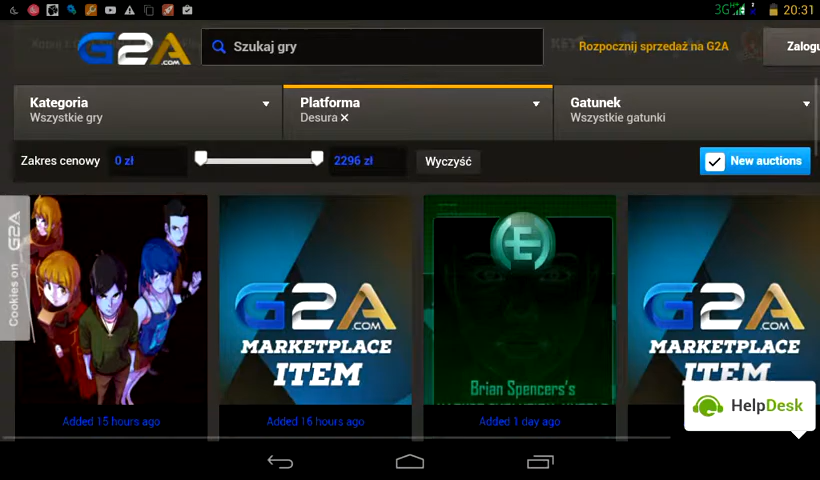 3G H 20:31
G2A .COM
Szukaj gry
Rozpocznij sprzedaż na G2A
Zalogu
Kategoria
Wszystkie gry
Platforma
Desura ×
Gatunek
Wszystkie gatunki
Zakres cenowy 0 zł 2296 zł Wyczyść
New auctions
Cookies on G2A
G2A .COM
MARKETPLACE
ITEM
E
Brian Spencers's
G2A .COM
MARKETPLACE
ITEM
Added 15 hours ago
Added 16 hours ago
Added 1 day ago
HelpDesk